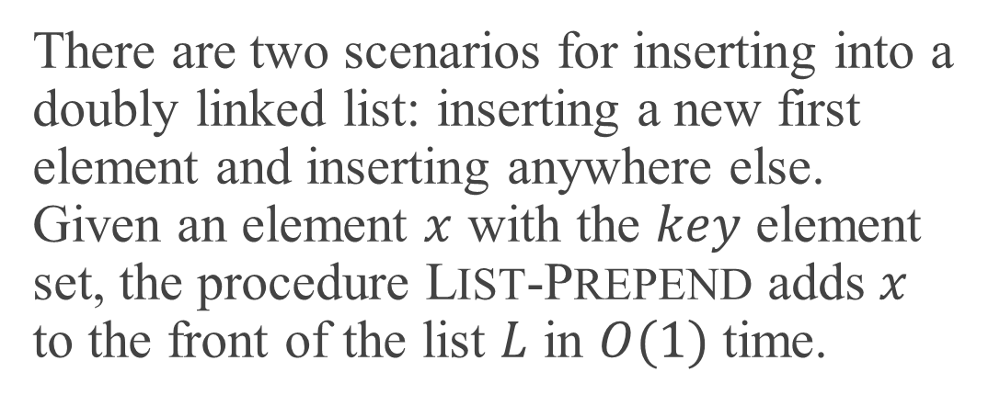 There are two scenarios for inserting into a
doubly linked list: inserting a new first
element and inserting anywhere else.
Given an element x with the key element
set, the procedure LIST-PREPEND adds x
to the front of the list L in O(1) time.